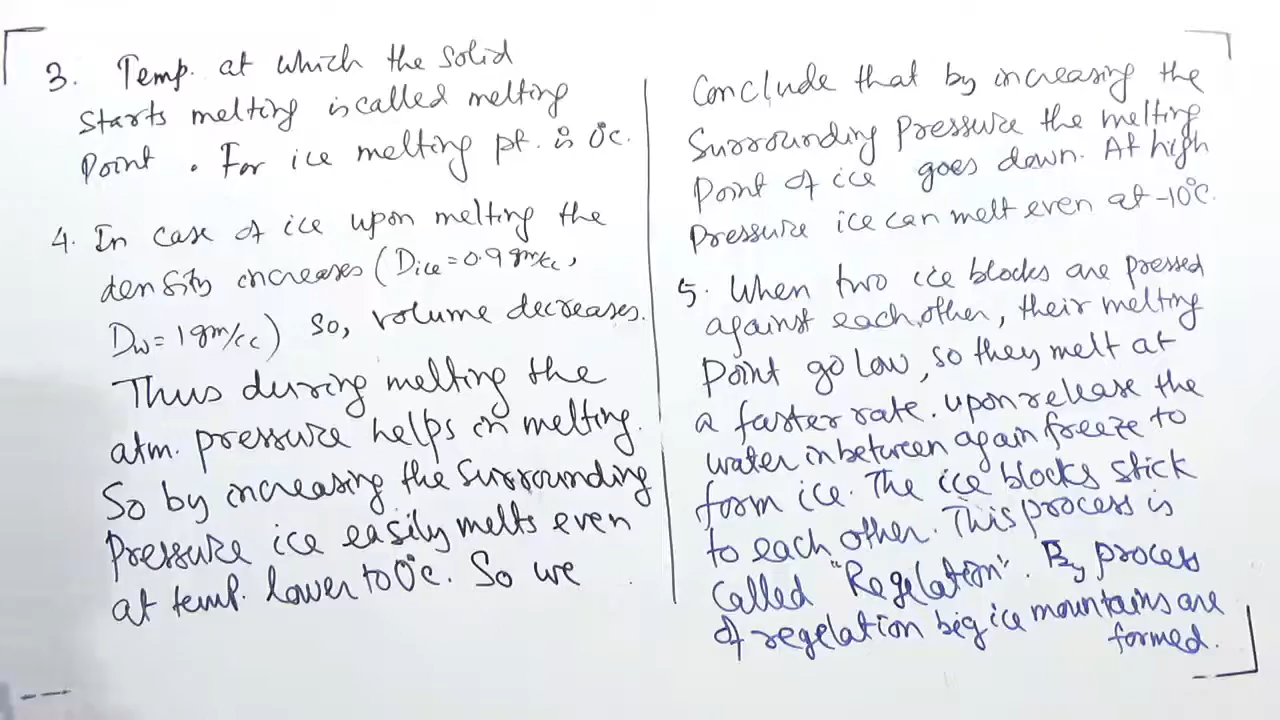 3. Temp. at which the solid
starts melting is called melting
point. For ice melting pt. is 0°c.
4. In case of ice upon melting the
density increases (Dice = 0.9 gm/cc,
Dw = 1 gm/cc) so, volume decreases.
Thus during melting the
atm. pressure helps in melting.
So by increasing the surrounding
pressure ice easily melts even
at temp. lower to 0°c. So we
Conclude that by increasing the
Surrounding Pressure the melting
Point of ice goes down. At high
Pressure ice can melt even at -10°c.
5. When two ice blocks are pressed
against each other, their melting
point go low, so they melt at
a faster rate. upon release the
water in between again freeze to
form ice. The ice blocks stick
to each other. This process is
called "Regelation". By process
of regelation big ice mountains are
formed.